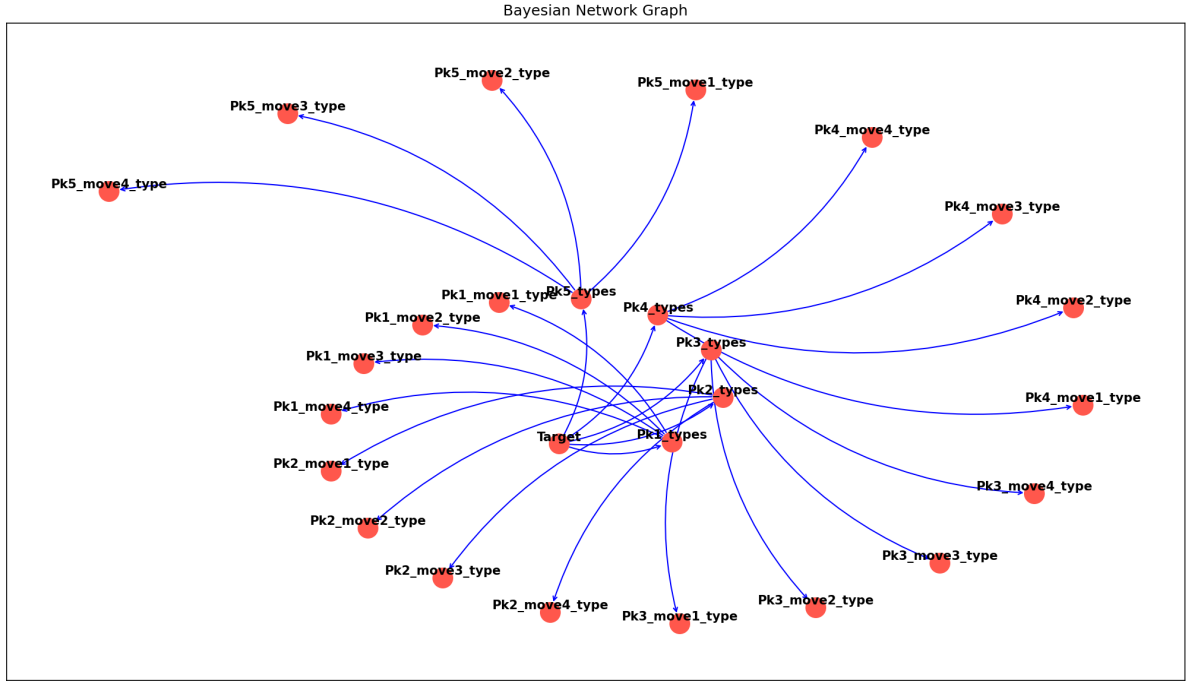 Bayesian Network Graph
Pk5_move2_type
Pk5_move1_type
Pk5_move3_type
Pk4_move4_type
Pk5_move4_type
Pk4_move3_type
Pk5_types
Pk1_move1_type
Pk4_types
Pk4_move2_type
Pk1_move2_type
Pk3_types
Pk1_move3_type
Pk2_types
Pk4_move1_type
Pk1_move4_type
Target
Pk1_types
Pk2_move1_type
Pk3_move4_type
Pk2_move2_type
Pk3_move3_type
Pk2_move3_type
Pk3_move2_type
Pk2_move4_type
Pk3_move1_type